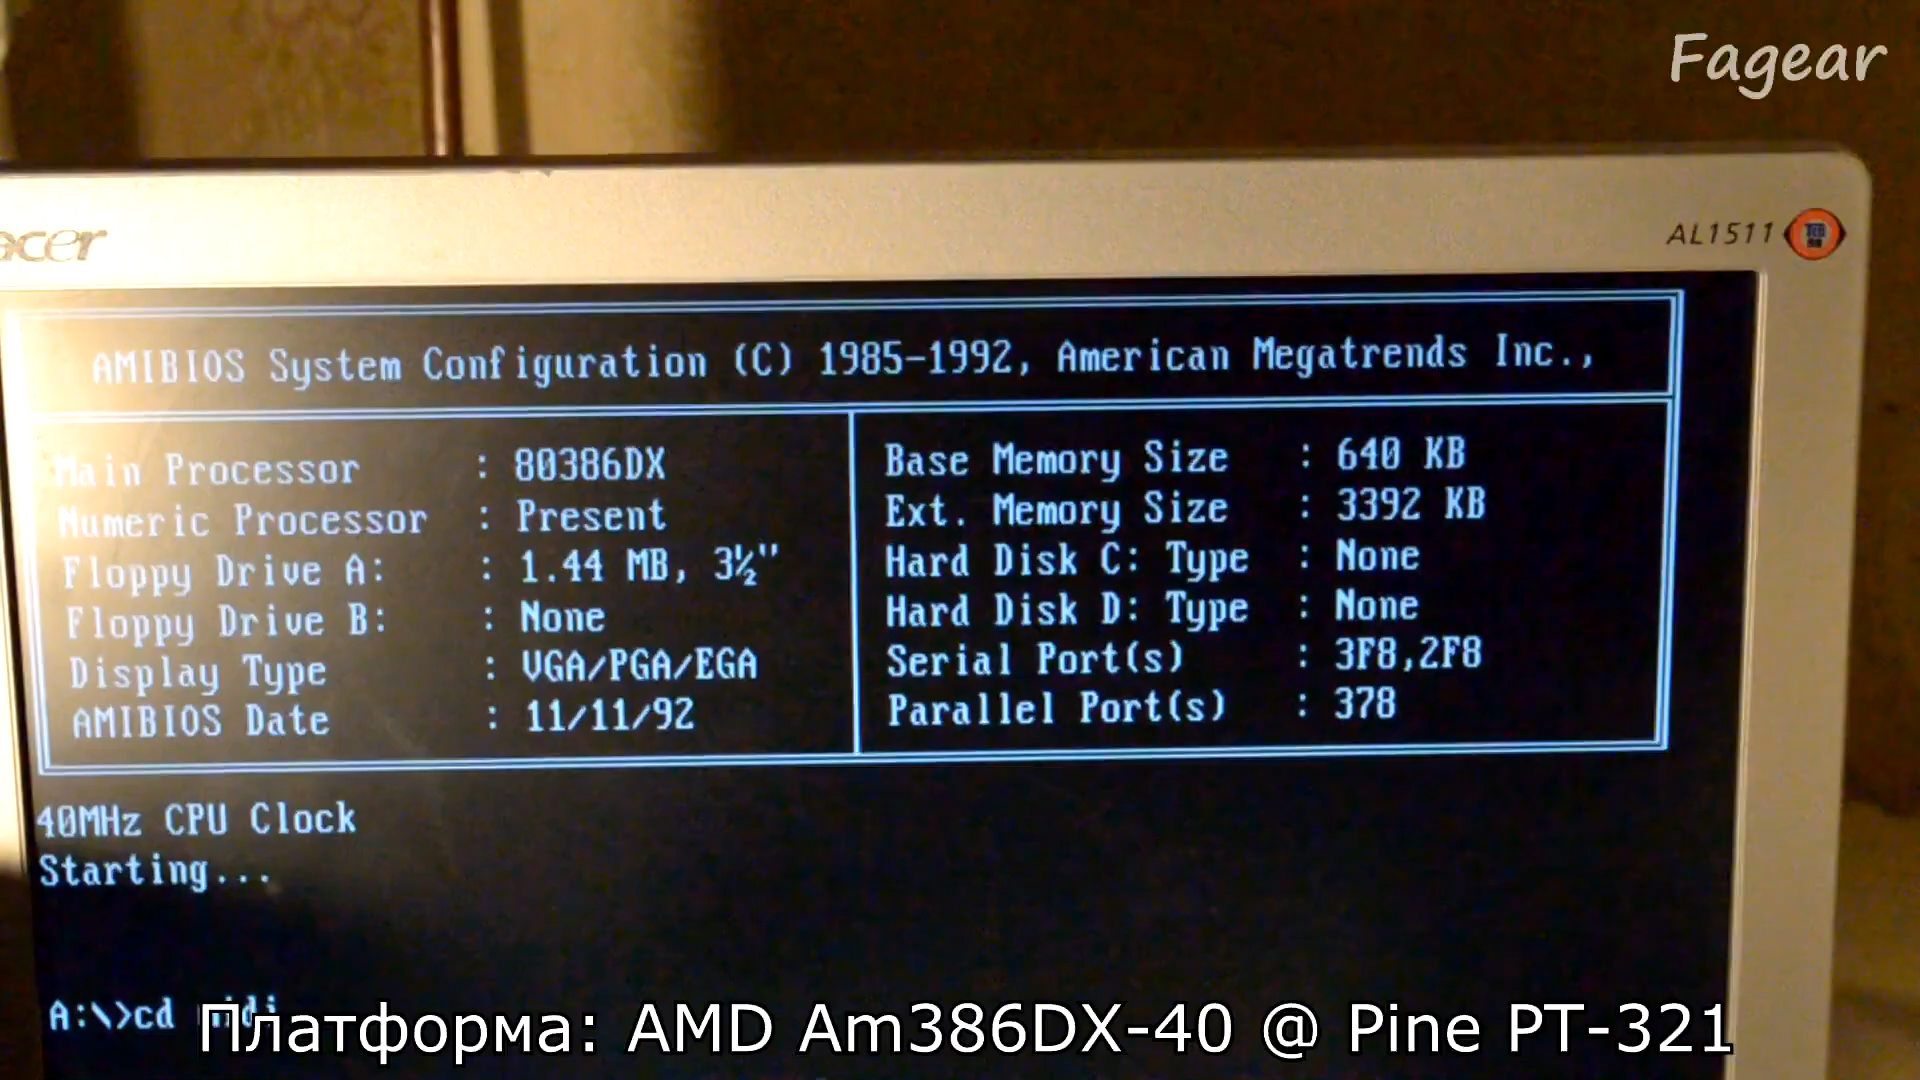 Fagear
acer
AL1511
AMIBIOS System Configuration (C) 1985-1992, American Megatrends Inc.,
Main Processor : 80386DX
Numeric Processor : Present
Floppy Drive A: : 1.44 MB, 3½"
Floppy Drive B: : None
Display Type : VGA/PGA/EGA
AMIBIOS Date : 11/11/92
Base Memory Size : 640 KB
Ext. Memory Size : 3392 KB
Hard Disk C: Type : None
Hard Disk D: Type : None
Serial Port(s) : 3F8,2F8
Parallel Port(s) : 378
40MHz CPU Clock
Starting...
A:\>cd midi
Платформа: AMD Am386DX-40 @ Pine PT-321